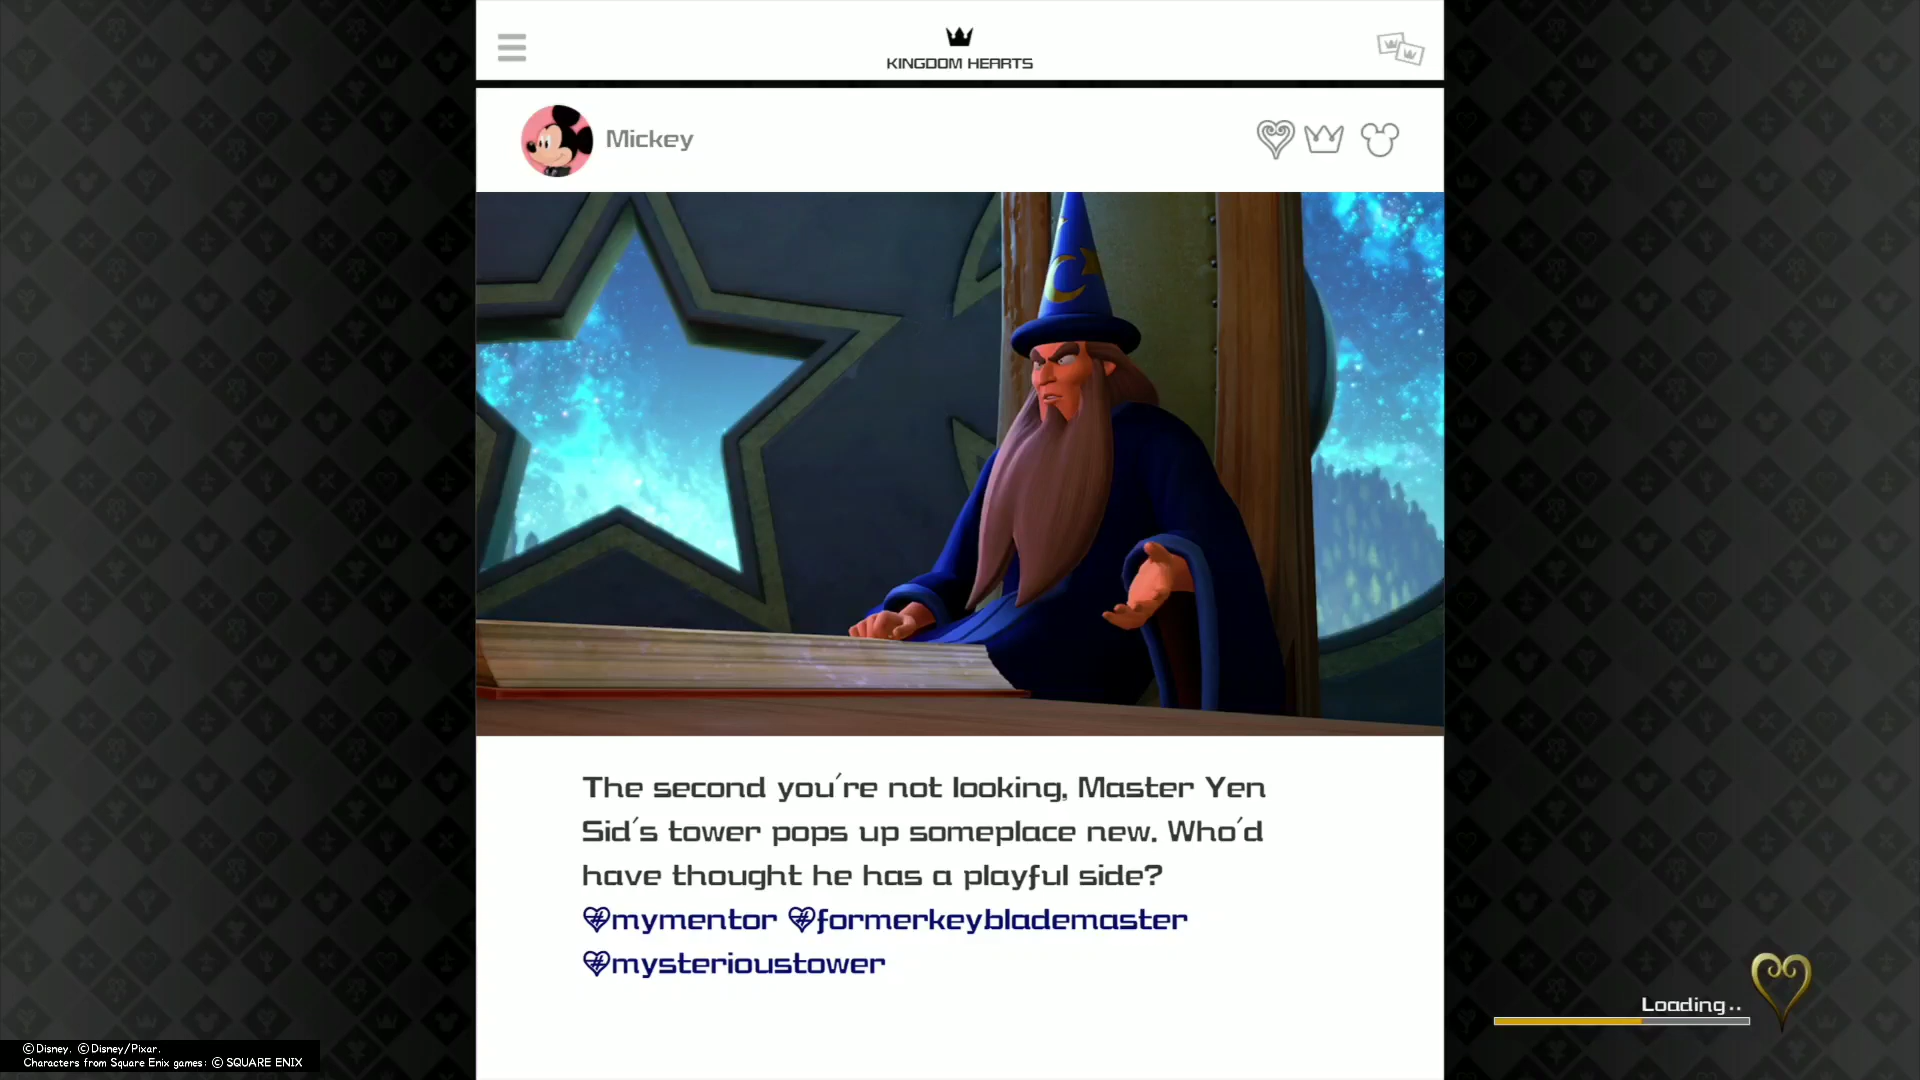 KINGDOM HEARTS
Mickey
The second you're not looking, Master Yen
Sid's tower pops up someplace new. Who'd
have thought he has a playful side?
#mymentor #formerkeyblademaster
#mysterioustower
Loading..
©Disney. ©Disney/Pixar.
Characters from Square Enix games: © SQUARE ENIX